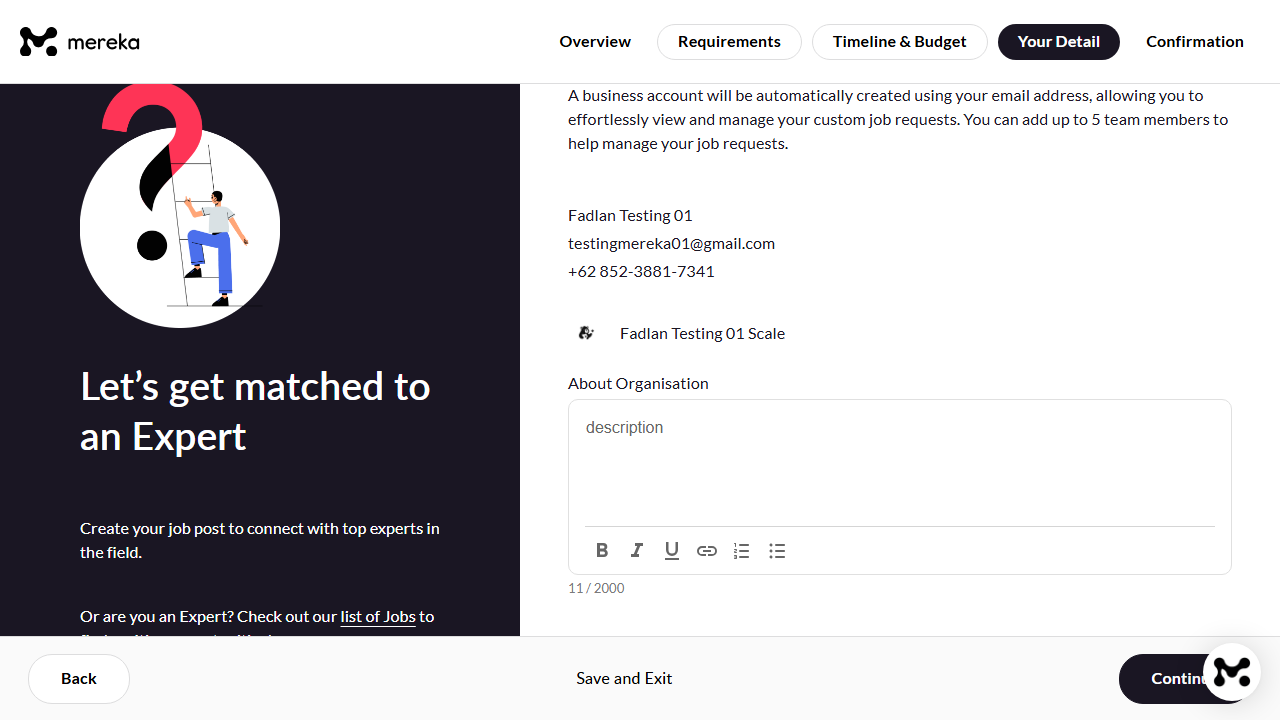 mereka
Overview
Requirements
Timeline & Budget
Your Detail
Confirmation
A business account will be automatically created using your email address, allowing you to
effortlessly view and manage your custom job requests. You can add up to 5 team members to
help manage your job requests.
Fadlan Testing 01
testingmereka01@gmail.com
+62 852-3881-7341
Fadlan Testing 01 Scale
About Organisation
description
B I U
11 / 2000
Let’s get matched to
an Expert
Create your job post to connect with top experts in
the field.
Or are you an Expert? Check out our list of Jobs to
Back
Save and Exit
Continu